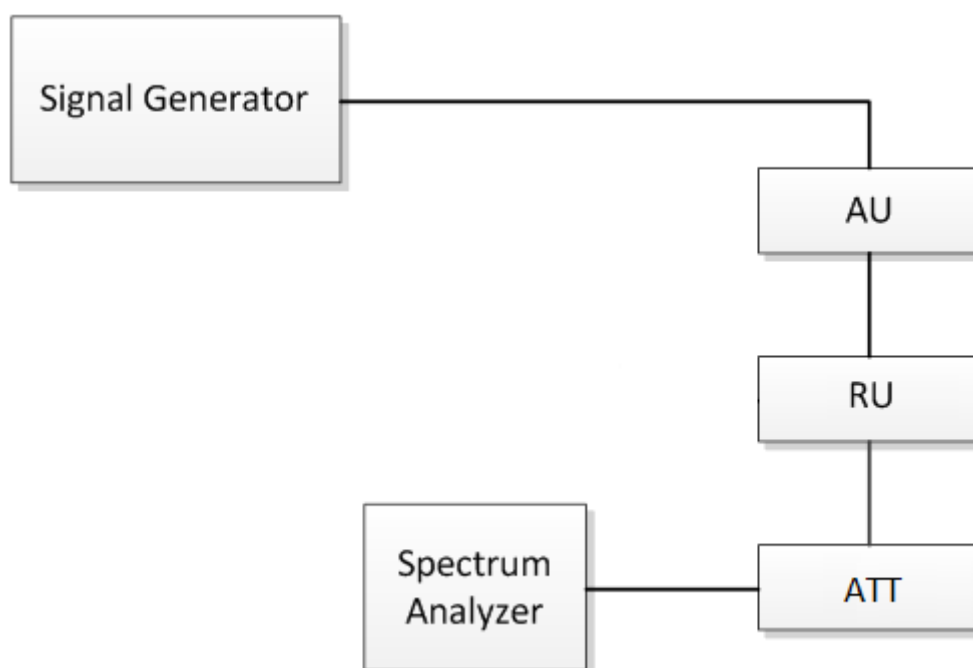 Signal Generator
AU
RU
Spectrum
Analyzer
ATT